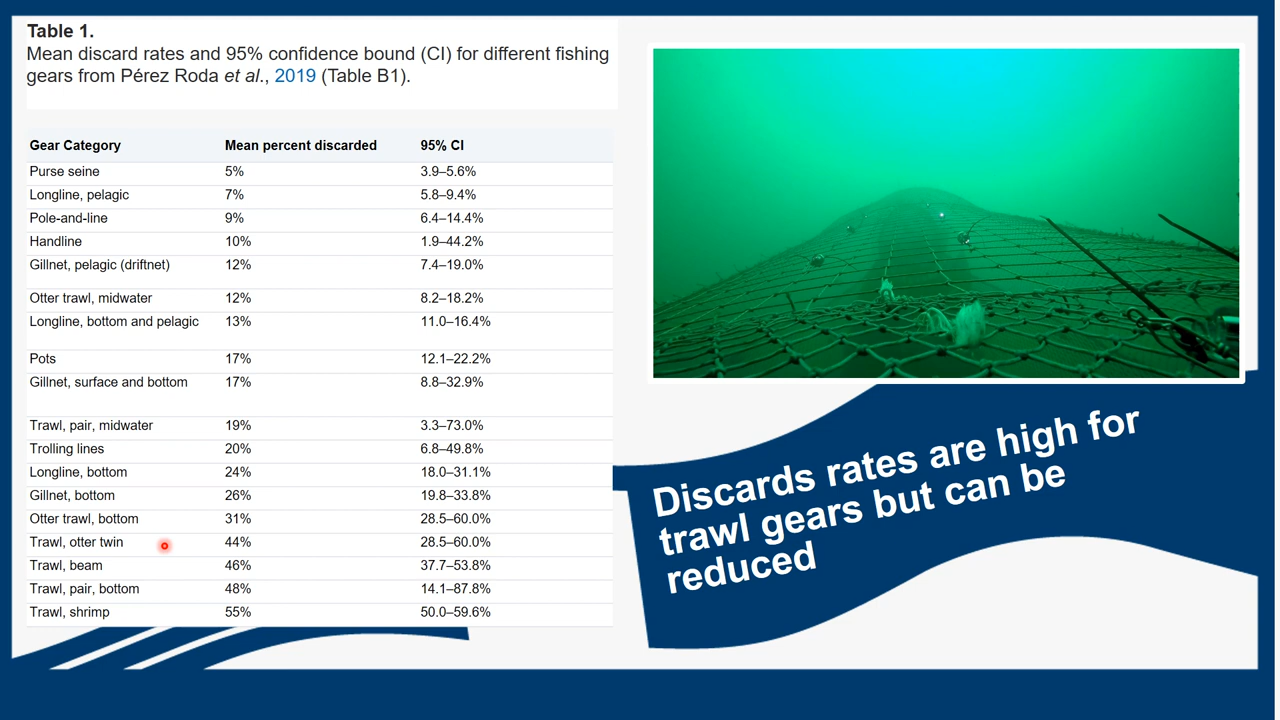 Table 1.
Mean discard rates and 95% confidence bound (CI) for different fishing
gears from Pérez Roda et al., 2019 (Table B1).
Gear Category Mean percent discarded 95% CI
Purse seine 5% 3.9–5.6%
Longline, pelagic 7% 5.8–9.4%
Pole-and-line 9% 6.4–14.4%
Handline 10% 1.9–44.2%
Gillnet, pelagic (driftnet) 12% 7.4–19.0%
Otter trawl, midwater 12% 8.2–18.2%
Longline, bottom and pelagic 13% 11.0–16.4%
Pots 17% 12.1–22.2%
Gillnet, surface and bottom 17% 8.8–32.9%
Trawl, pair, midwater 19% 3.3–73.0%
Trolling lines 20% 6.8–49.8%
Longline, bottom 24% 18.0–31.1%
Gillnet, bottom 26% 19.8–33.8%
Otter trawl, bottom 31% 28.5–60.0%
Trawl, otter twin 44% 28.5–60.0%
Trawl, beam 46% 37.7–53.8%
Trawl, pair, bottom 48% 14.1–87.8%
Trawl, shrimp 55% 50.0–59.6%
Discards rates are high for
trawl gears but can be
reduced